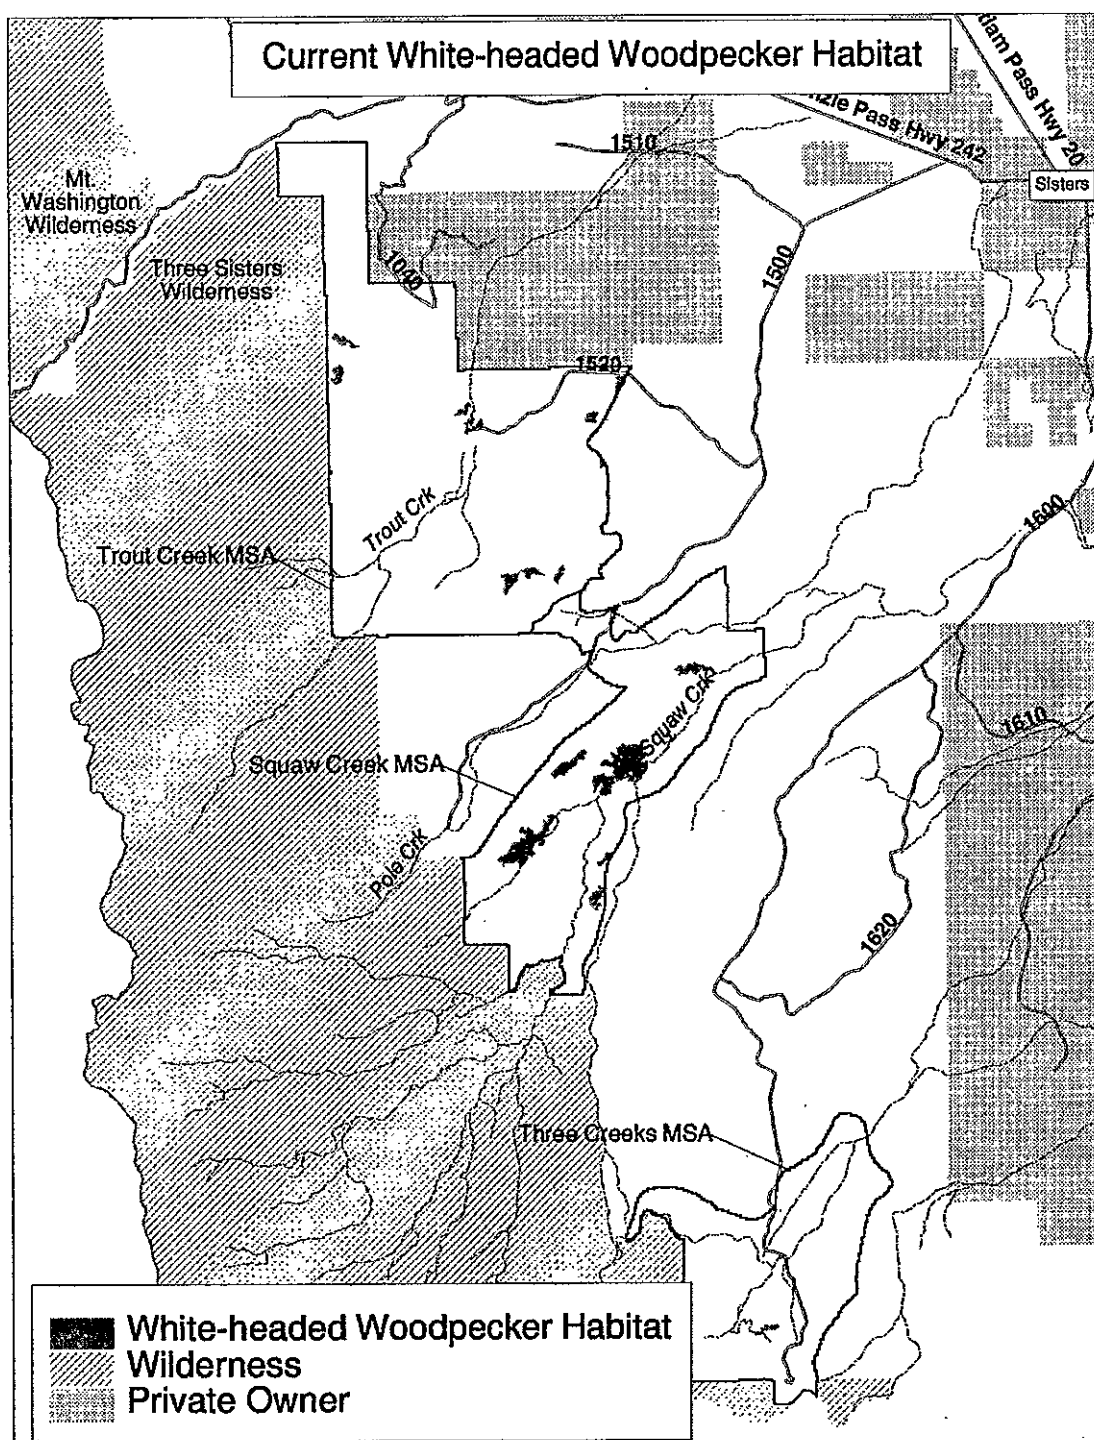 Current White-headed Woodpecker Habitat
Pass Hwy 20
Pass Hwy 242
1510
Sisters
Mt.
Washington
Wilderness
Three Sisters
Wilderness
1040
1500
1520
Trout Crk
1600
Trout Creek MSA
Squaw Crk
1610
Squaw Creek MSA
Pole Crk
1620
Three Creeks MSA
White-headed Woodpecker Habitat
Wilderness
Private Owner